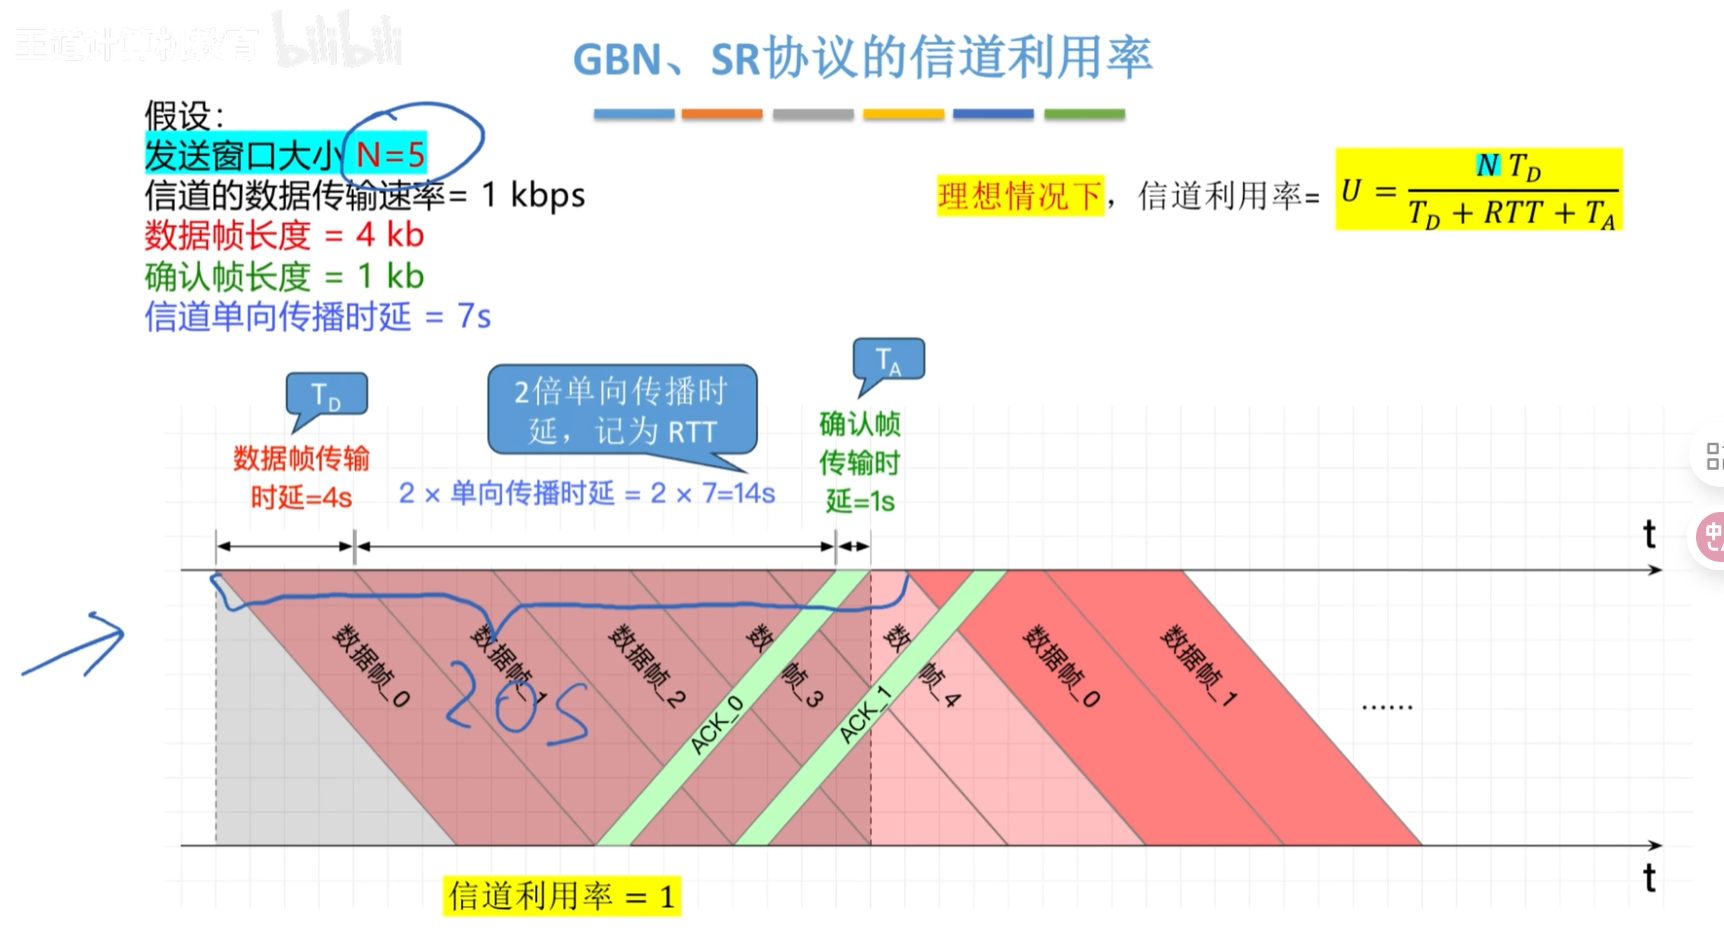 王道计算机教育 bilibili
GBN、SR协议的信道利用率
假设：
发送窗口大小 N=5
信道的数据传输速率= 1 kbps
数据帧长度 = 4 kb
确认帧长度 = 1 kb
信道单向传播时延 = 7s
理想情况下，信道利用率= U = N T_D / (T_D + RTT + T_A)
T_D
2倍单向传播时
延，记为 RTT
T_A
数据帧传输
时延=4s
2 × 单向传播时延 = 2 × 7=14s
确认帧
传输时
延=1s
t
数据帧_0
数据帧_1
数据帧_2
数据帧_3
数据帧_4
数据帧_0
数据帧_1
ACK_0
ACK_1
20S
……
t
信道利用率 = 1
中